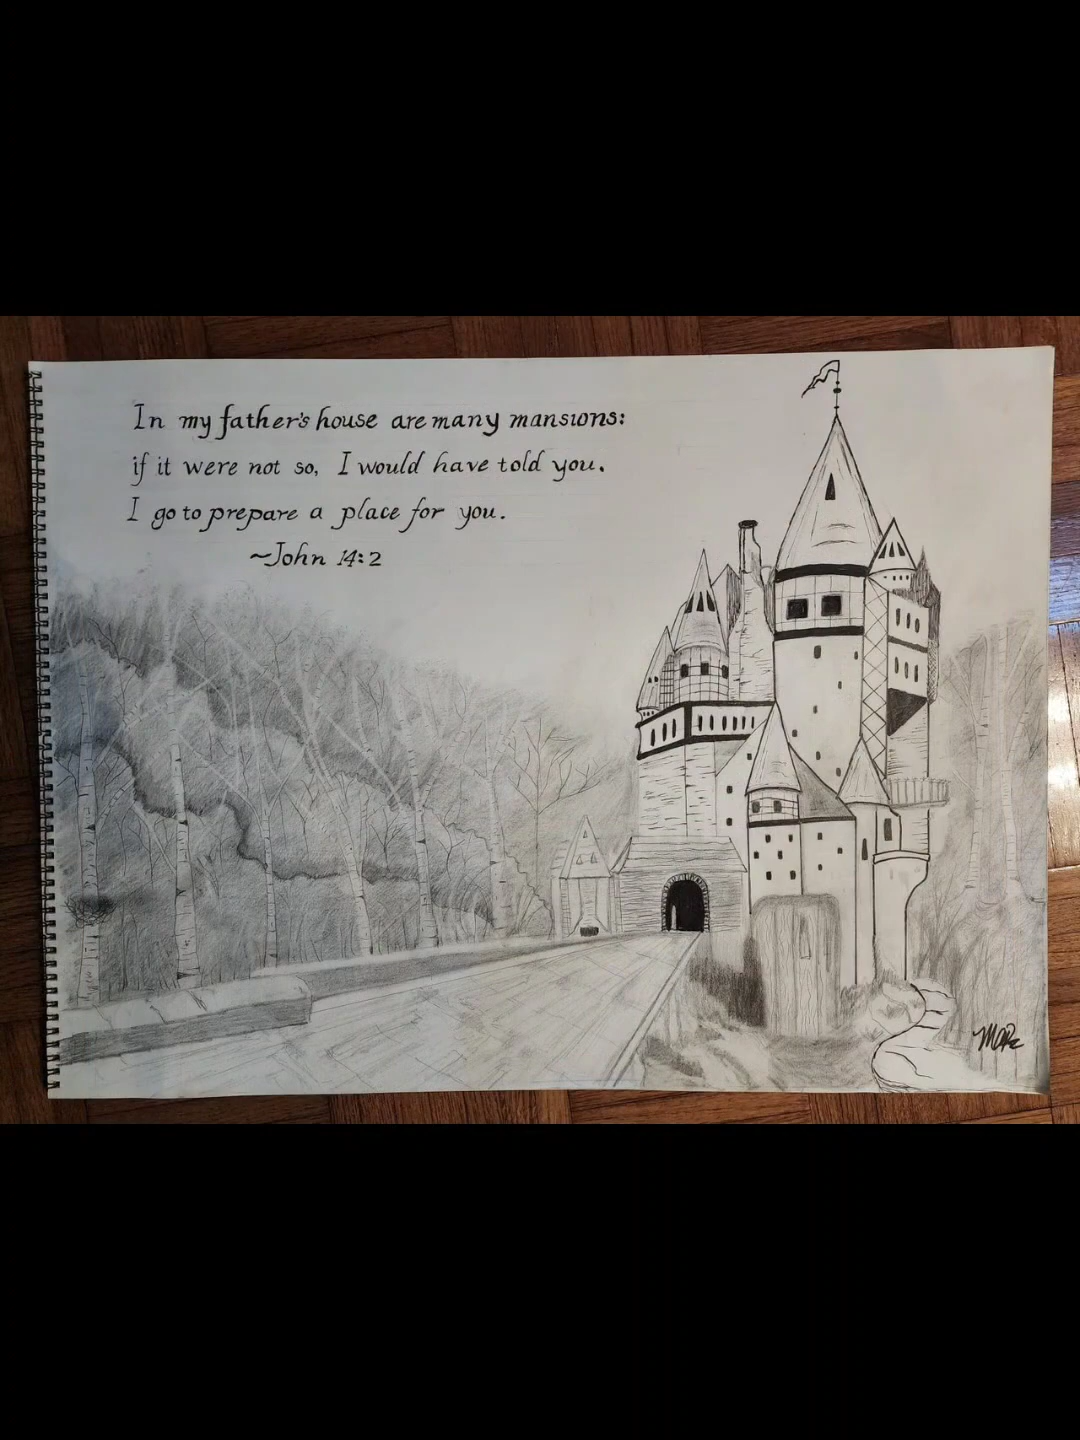 In my father's house are many mansions:
if it were not so, I would have told you.
I go to prepare a place for you.
~John 14:2